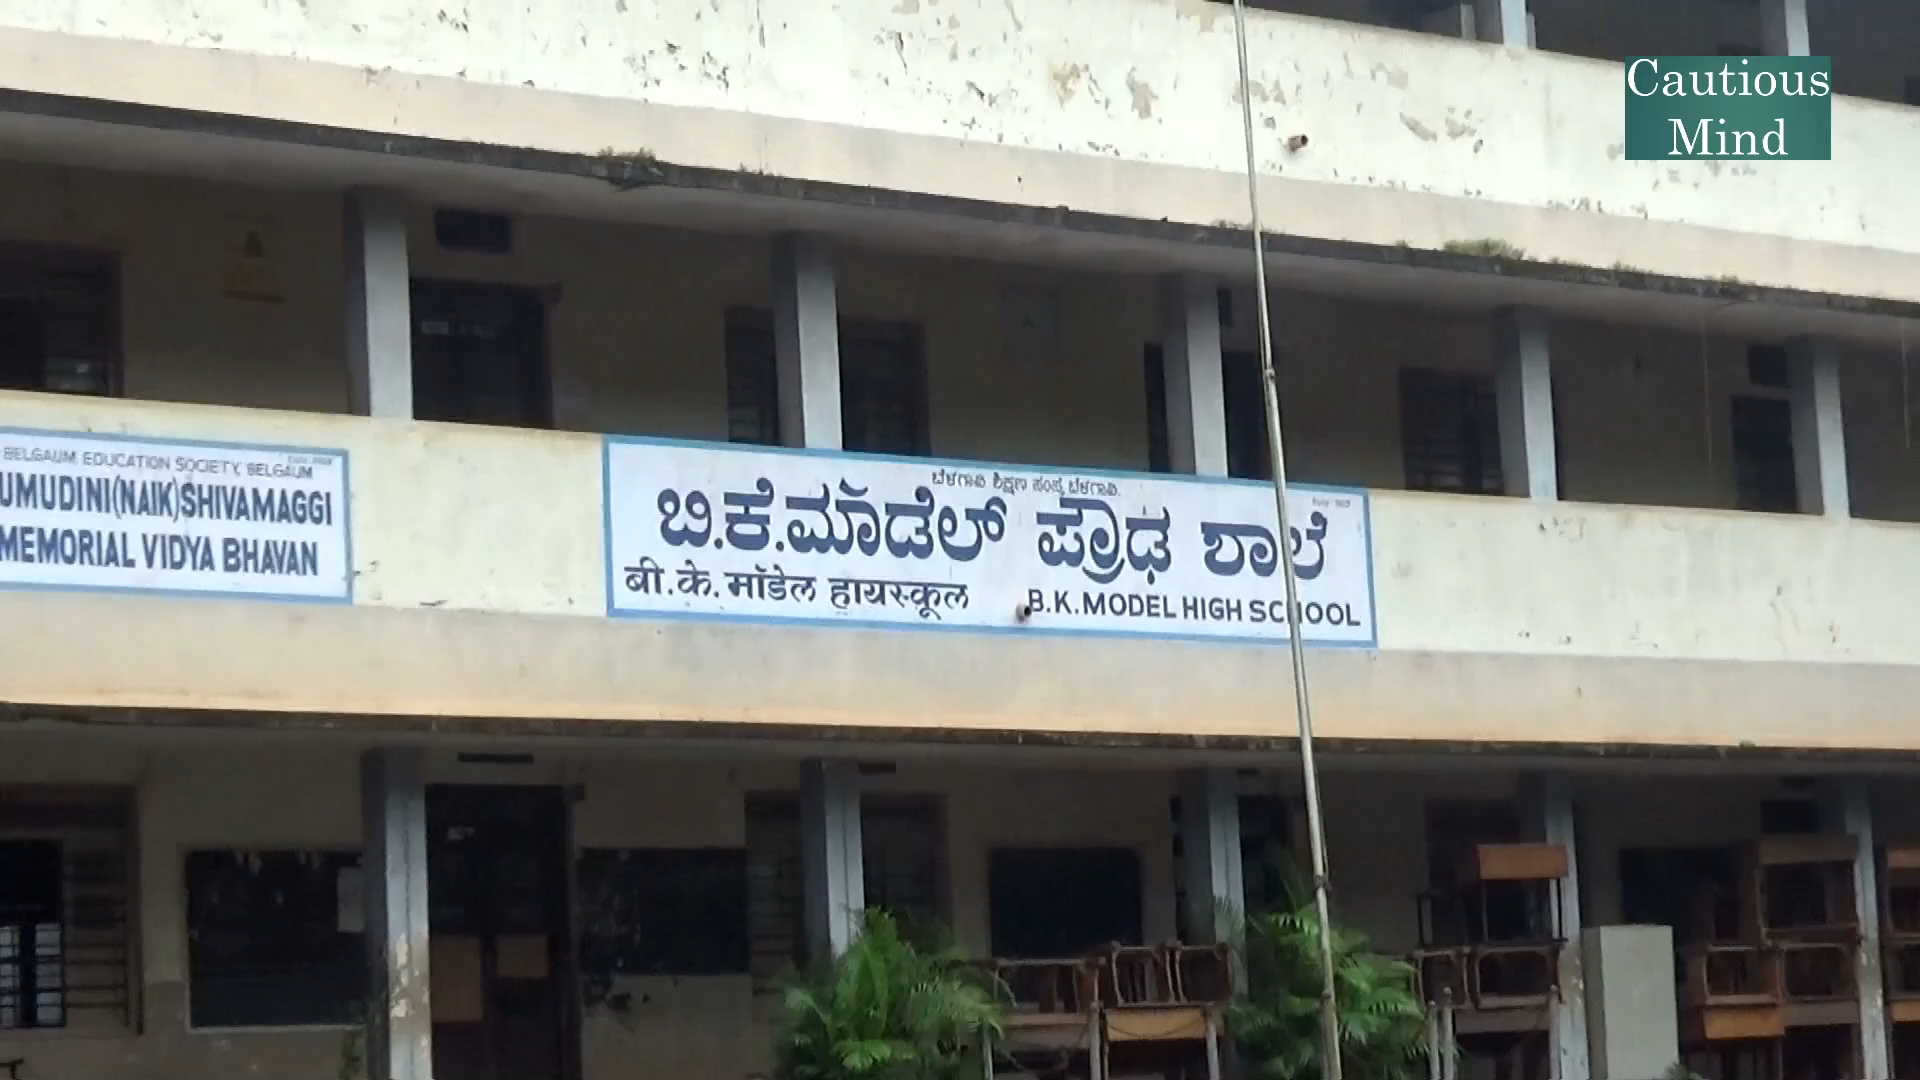 Cautious
Mind
BELGAUM EDUCATION SOCIETY, BELGAUM
UMUDINI(NAIK)SHIVAMAGGI
MEMORIAL VIDYA BHAVAN
ಬೆಳಗಾವಿ ಶಿಕ್ಷಣ ಸಂಸ್ಥೆ ಬೆಳಗಾವಿ.
ಬಿ.ಕೆ.ಮಾಡೆಲ್ ಪ್ರೌಢ ಶಾಲೆ
बी.के.मॉडेल हायस्कूल B.K.MODEL HIGH SCHOOL